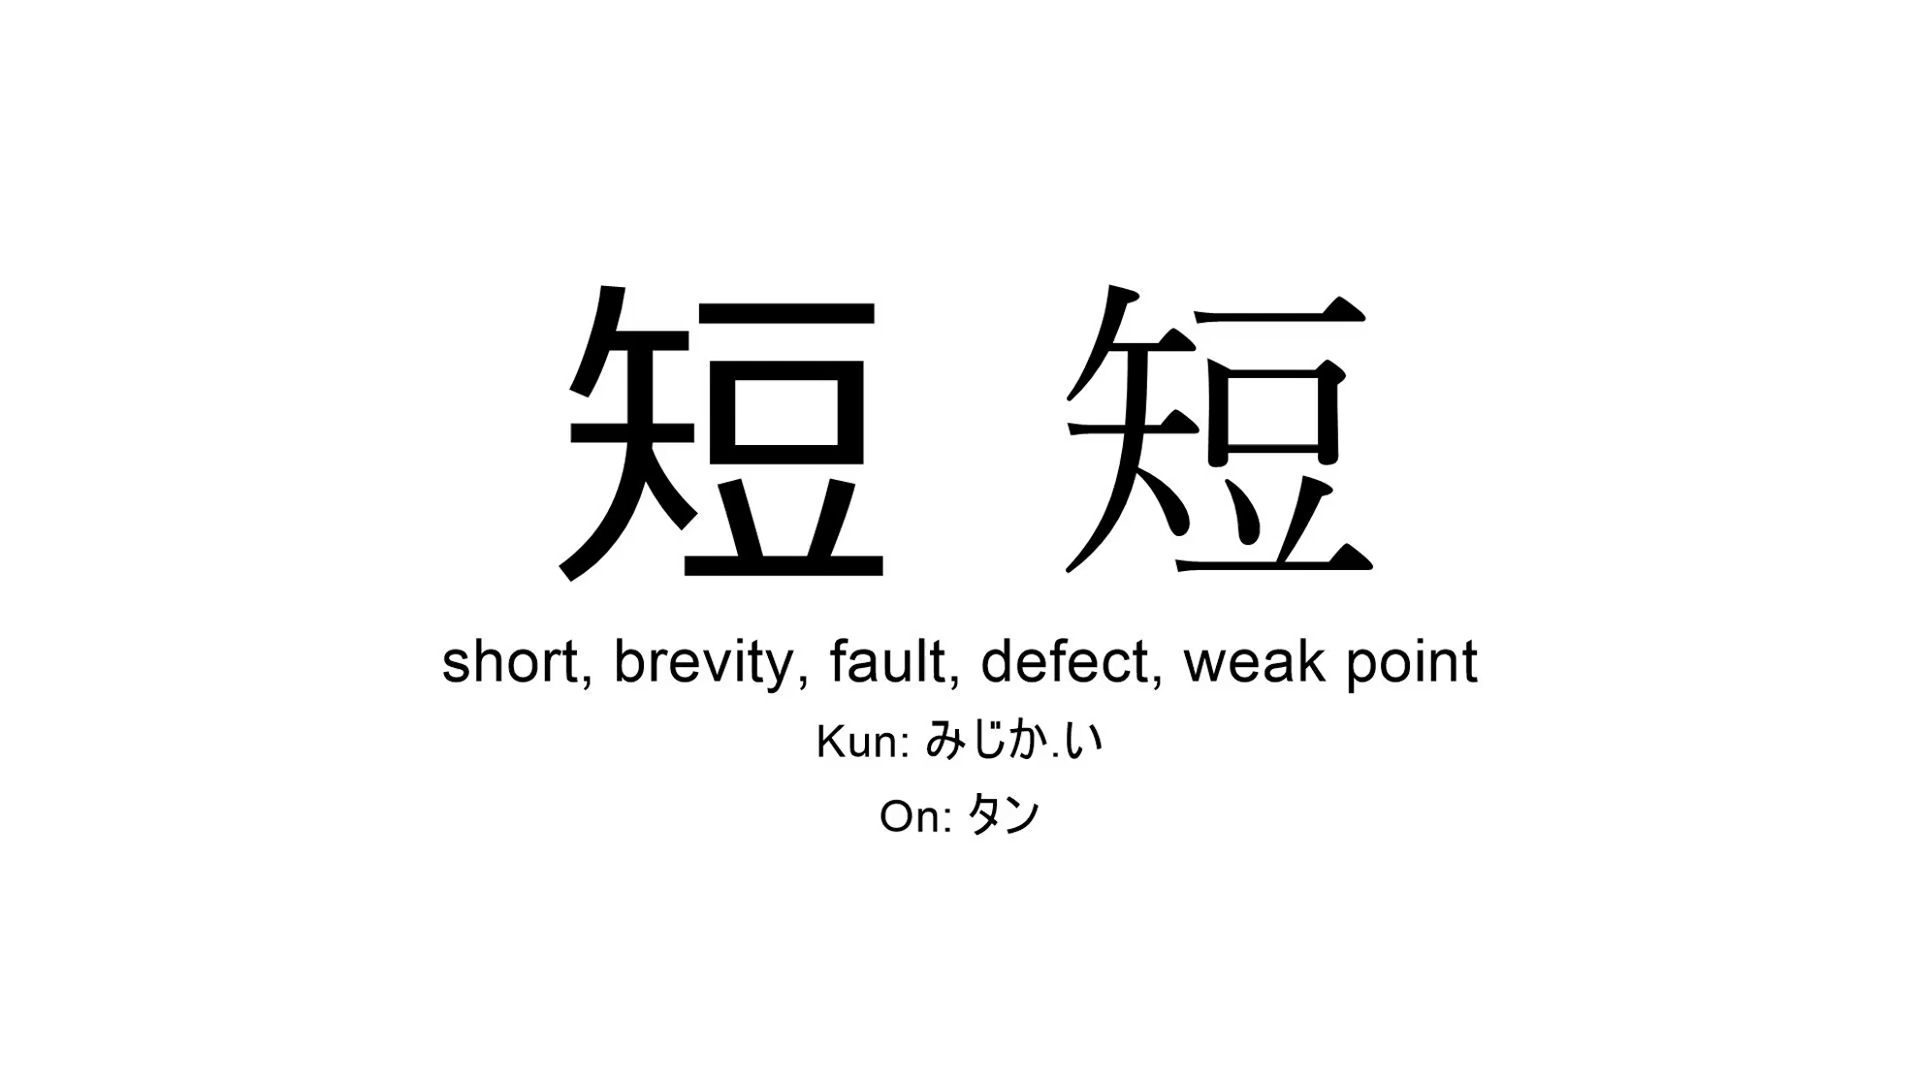 短 短
short, brevity, fault, defect, weak point
Kun: みじか.い
On: タン